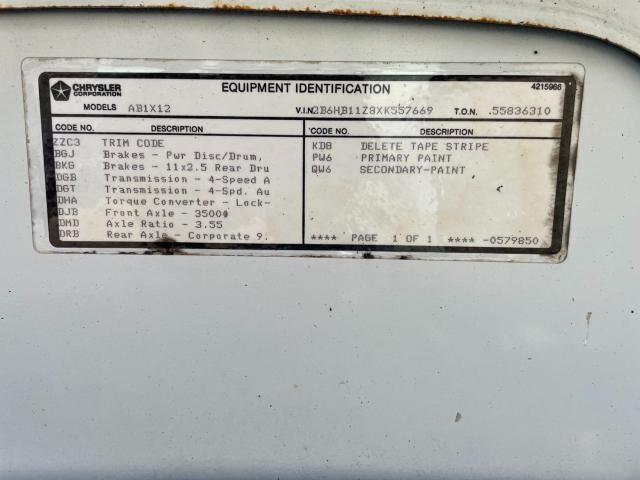 CHRYSLER CORPORATION EQUIPMENT IDENTIFICATION 4215966
MODELS AB1X12 V.I.N. 2B6HB11Z8XK557669 T.O.N. .55836310
CODE NO. DESCRIPTION
ZZC3 TRIM CODE
BGJ Brakes - Pwr Disc/Drum,
BKG Brakes - 11x2.5 Rear Dru
DGB Transmission - 4-Speed A
DGT Transmission - 4-Spd. Au
DHA Torque Converter - Lock-
DJB Front Axle - 3500#
DMD Axle Ratio - 3.55
DRB Rear Axle - Corporate 9.
CODE NO. DESCRIPTION
KD8 DELETE TAPE STRIPE
PW6 PRIMARY PAINT
QW6 SECONDARY-PAINT
**** PAGE 1 OF 1 **** -0579850